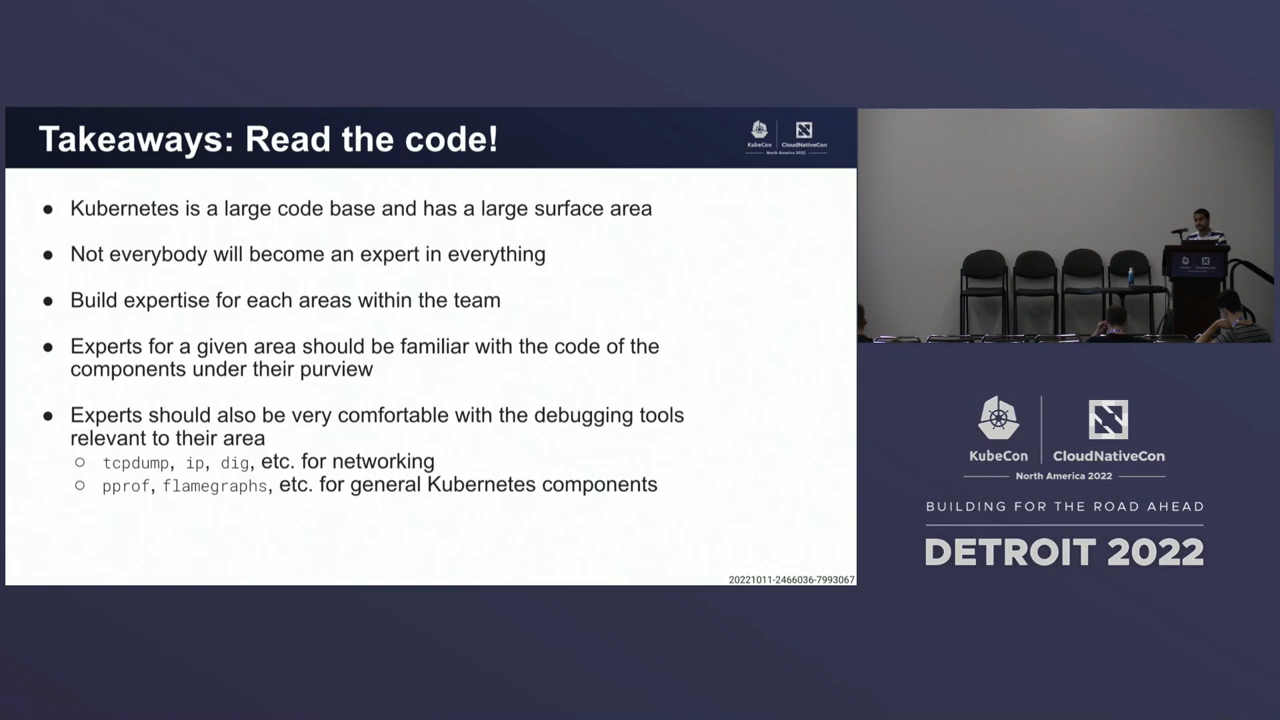 Takeaways: Read the code!
KubeCon
CloudNativeCon
North America 2022
● Kubernetes is a large code base and has a large surface area
● Not everybody will become an expert in everything
● Build expertise for each areas within the team
● Experts for a given area should be familiar with the code of the
components under their purview
● Experts should also be very comfortable with the debugging tools
relevant to their area
○ tcpdump, ip, dig, etc. for networking
○ pprof, flamegraphs, etc. for general Kubernetes components
20221011-2466036-7993067
KubeCon
CloudNativeCon
North America 2022
BUILDING FOR THE ROAD AHEAD
DETROIT 2022